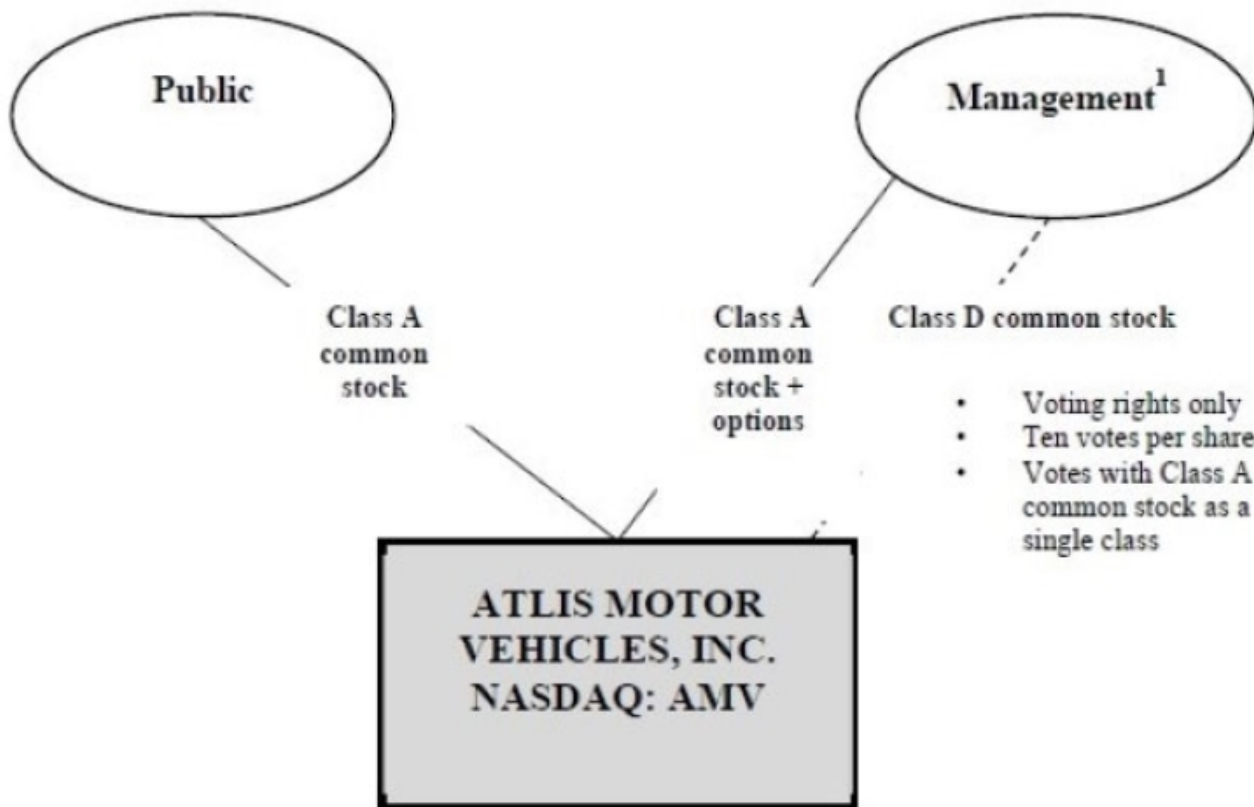 Public
Management¹
Class A
common
stock
Class A
common
stock +
options
Class D common stock
• Voting rights only
• Ten votes per share
• Votes with Class A
common stock as a
single class
ATLIS MOTOR
VEHICLES, INC.
NASDAQ: AMV